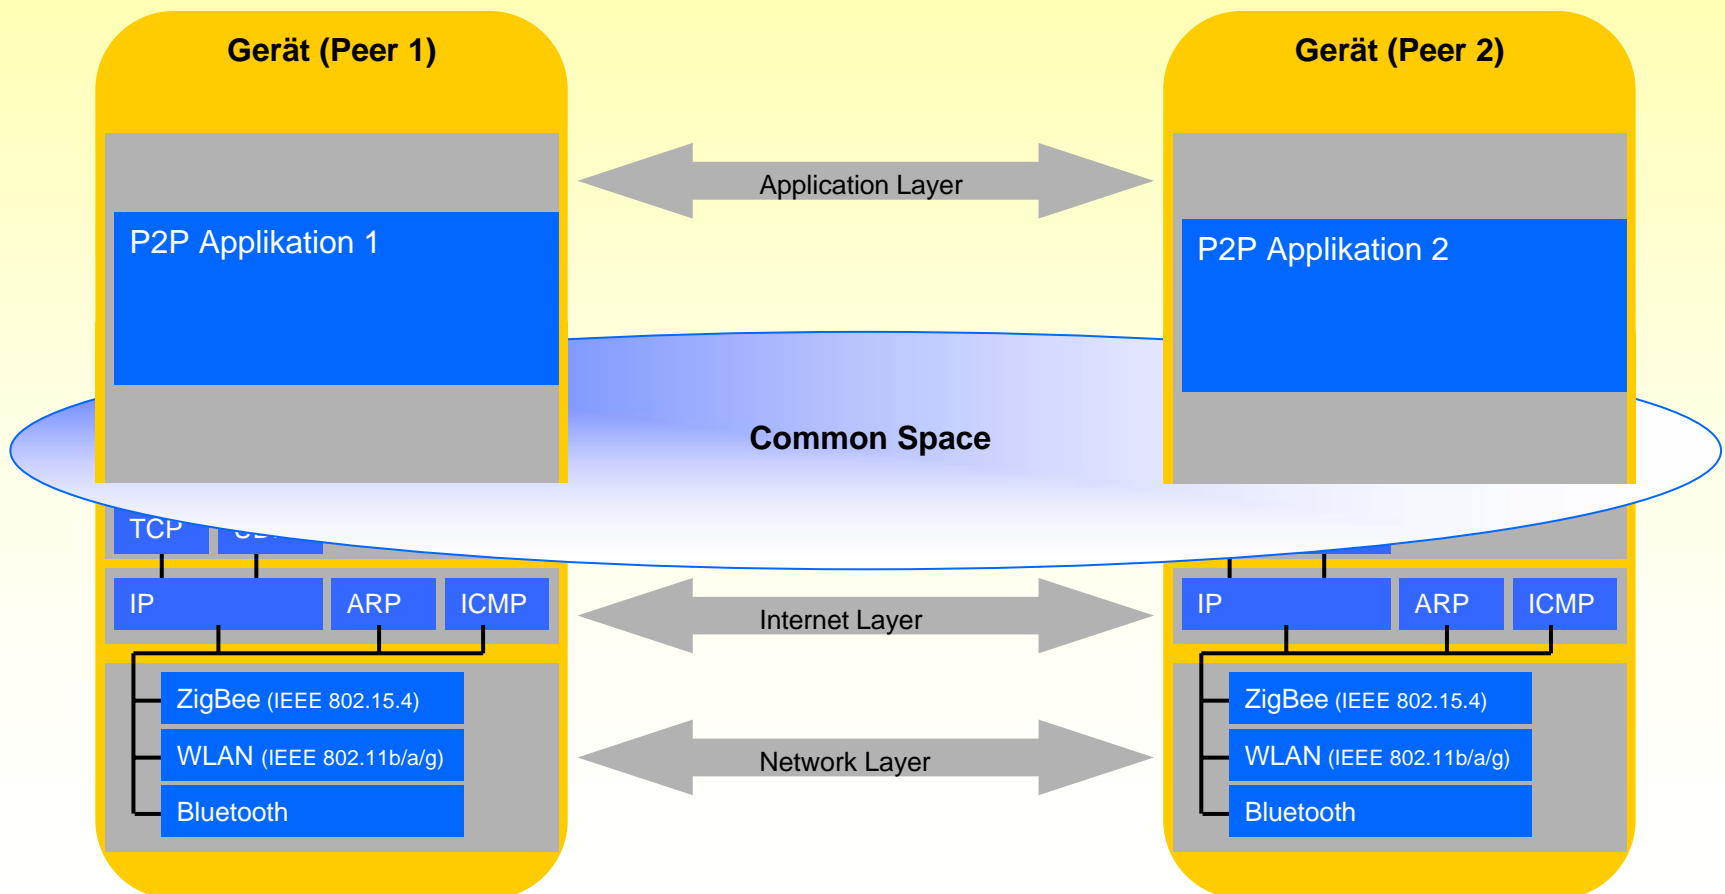 Gerät (Peer 1)
Gerät (Peer 2)
Application Layer
P2P Applikation 1
P2P Applikation 2
Common Space
TCP
IP
ARP
ICMP
Internet Layer
IP
ARP
ICMP
ZigBee (IEEE 802.15.4)
WLAN (IEEE 802.11b/a/g)
Bluetooth
Network Layer
ZigBee (IEEE 802.15.4)
WLAN (IEEE 802.11b/a/g)
Bluetooth